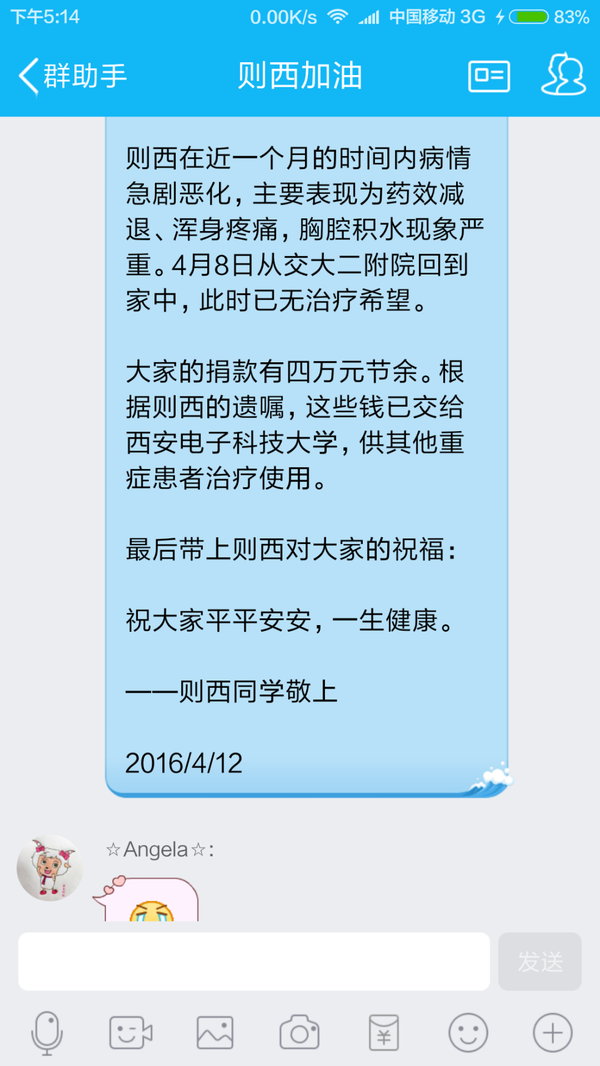 下午5:14 0.00K/s 中国移动 3G 83%
群助手 则西加油
则西在近一个月的时间内病情
急剧恶化，主要表现为药效减
退、浑身疼痛，胸腔积水现象严
重。4月8日从交大二附院回到
家中，此时已无治疗希望。
大家的捐款有四万元节余。根
据则西的遗嘱，这些钱已交给
西安电子科技大学，供其他重
症患者治疗使用。
最后带上则西对大家的祝福：
祝大家平平安安，一生健康。
——则西同学敬上
2016/4/12
☆Angela☆:
发送